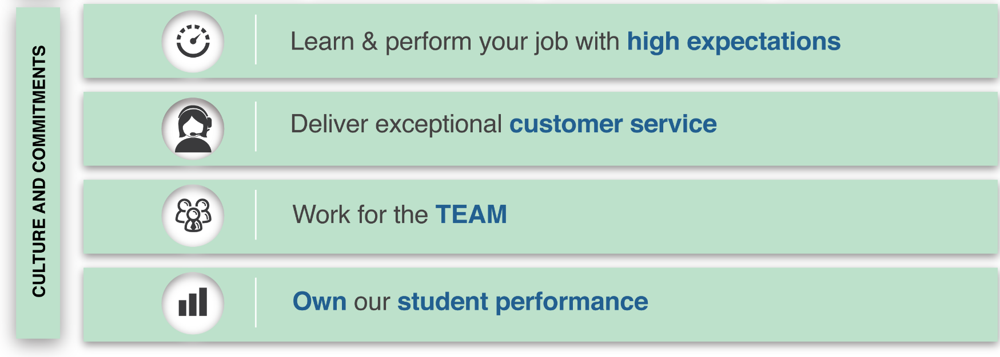 CULTURE AND COMMITMENTS
Learn & perform your job with high expectations
Deliver exceptional customer service
Work for the TEAM
Own our student performance